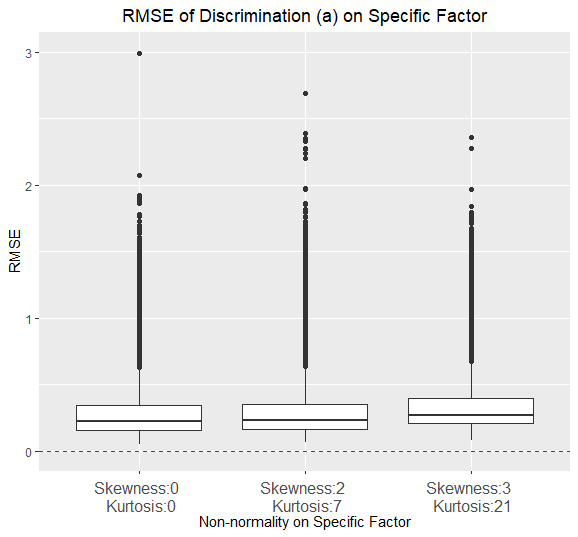 RMSE of Discrimination (a) on Specific Factor
RMSE
3
2
1
0
Skewness:0 Skewness:2 Skewness:3
Kurtosis:0 Kurtosis:7 Kurtosis:21
Non-normality on Specific Factor